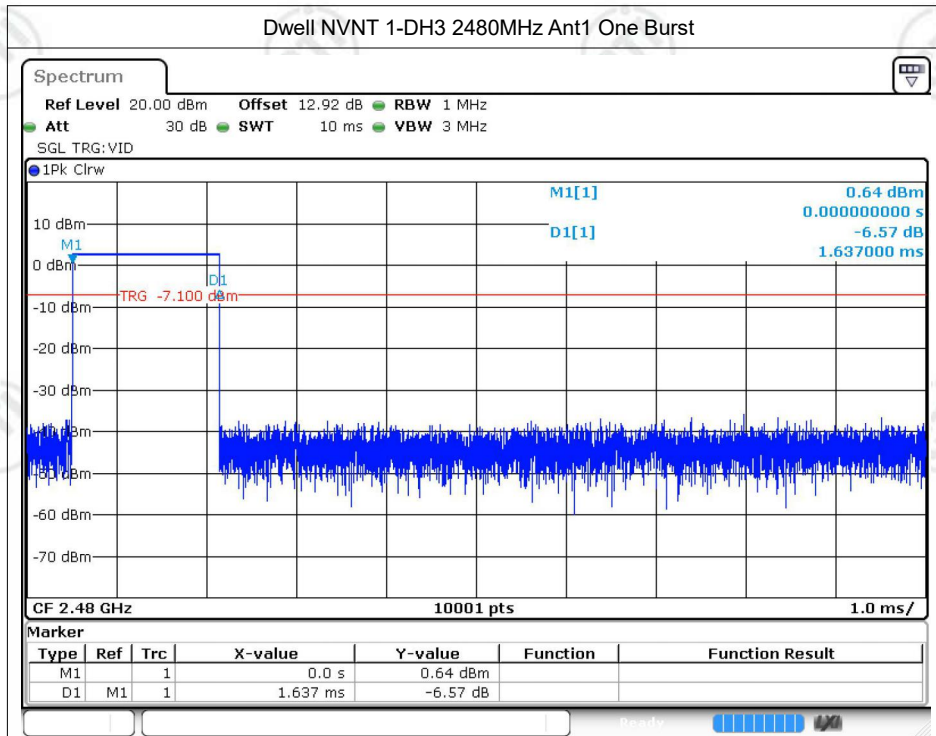 Dwell NVNT 1-DH3 2480MHz Ant1 One Burst
Spectrum
Ref Level 20.00 dBm Offset 12.92 dB RBW 1 MHz
Att 30 dB SWT 10 ms VBW 3 MHz
SGL TRG:VID
1Pk Clrw
M1[1] 0.64 dBm
0.000000000 s
D1[1] -6.57 dB
1.637000 ms
10 dBm
M1
0 dBm
D1
TRG -7.100 dBm
-10 dBm
-20 dBm
-30 dBm
-60 dBm
-70 dBm
CF 2.48 GHz 10001 pts 1.0 ms/
Marker
Type Ref Trc X-value Y-value Function Function Result
M1 1 0.0 s 0.64 dBm
D1 M1 1 1.637 ms -6.57 dB
Ready